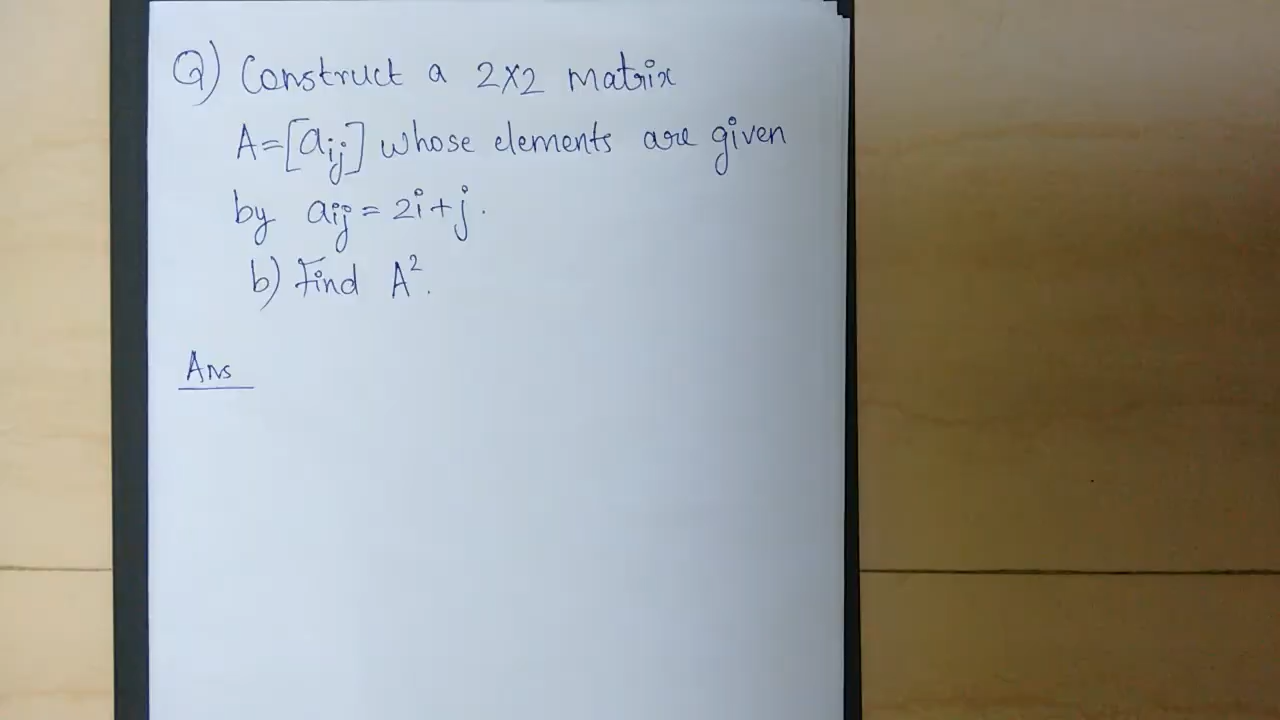 Q) Construct a 2x2 matrix
A=[aij] whose elements are given
by aij = 2i+j.
b) Find A².
Ans